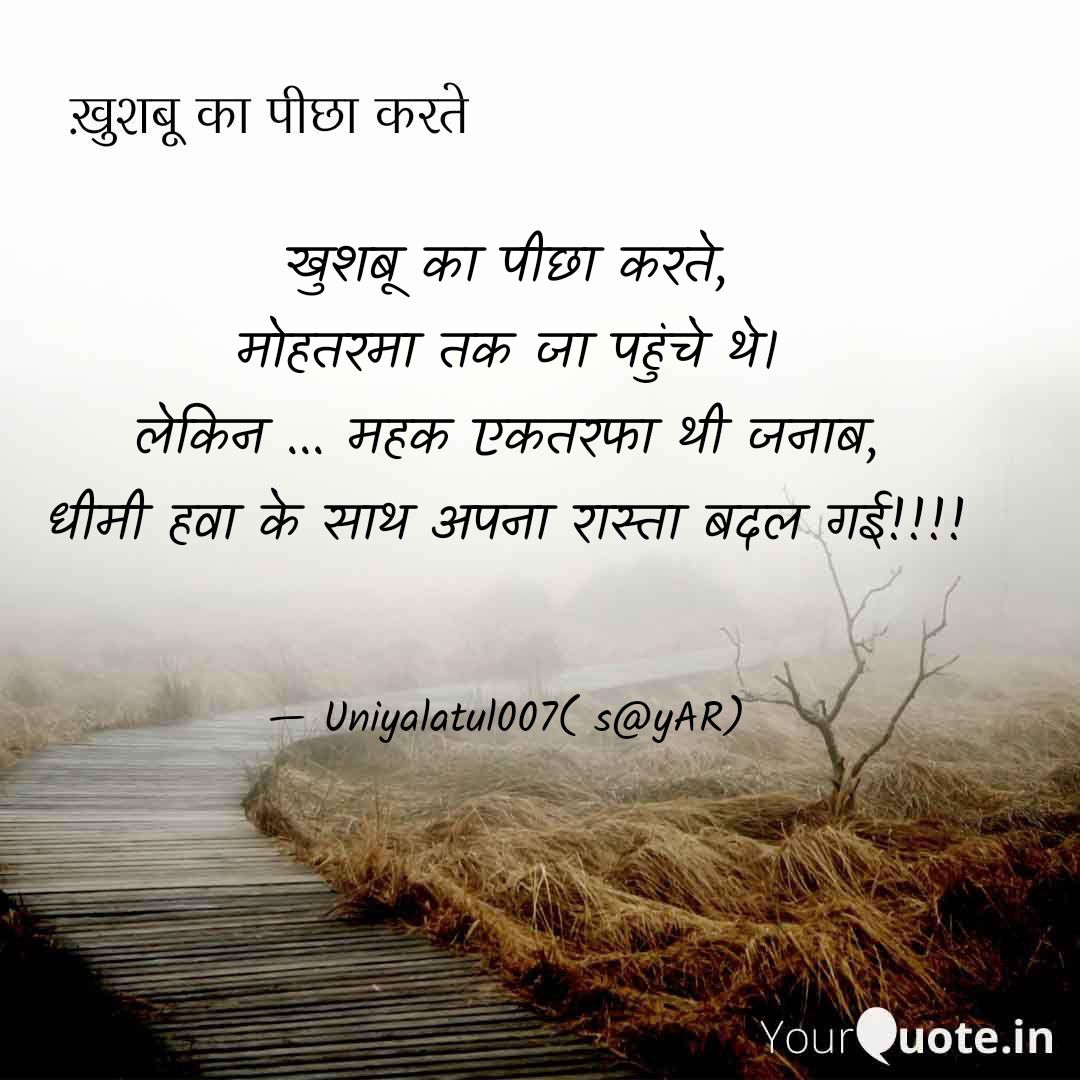 ख़ुशबू का पीछा करते
खुशबू का पीछा करते,
मोहतरमा तक जा पहुंचे थे।
लेकिन ... महक एकतरफा थी जनाब,
धीमी हवा के साथ अपना रास्ता बदल गई!!!!
— Uniyalatul007( s@yAR)
YourQuote.in